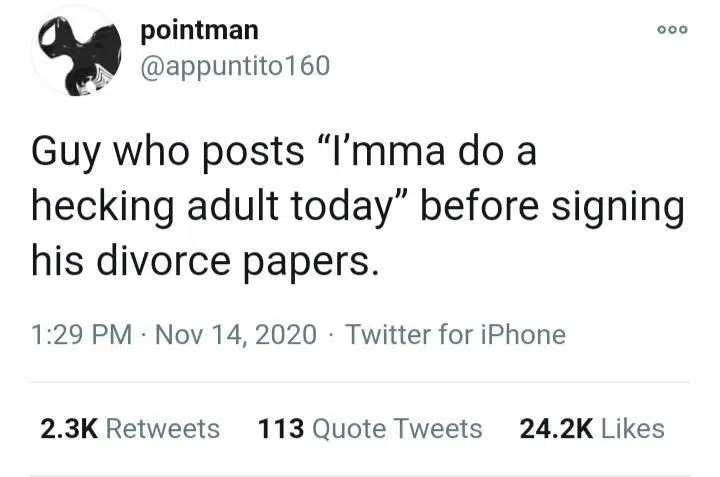 pointman
@appuntito160
Guy who posts “I’mma do a
hecking adult today” before signing
his divorce papers.
1:29 PM · Nov 14, 2020 · Twitter for iPhone
2.3K Retweets 113 Quote Tweets 24.2K Likes